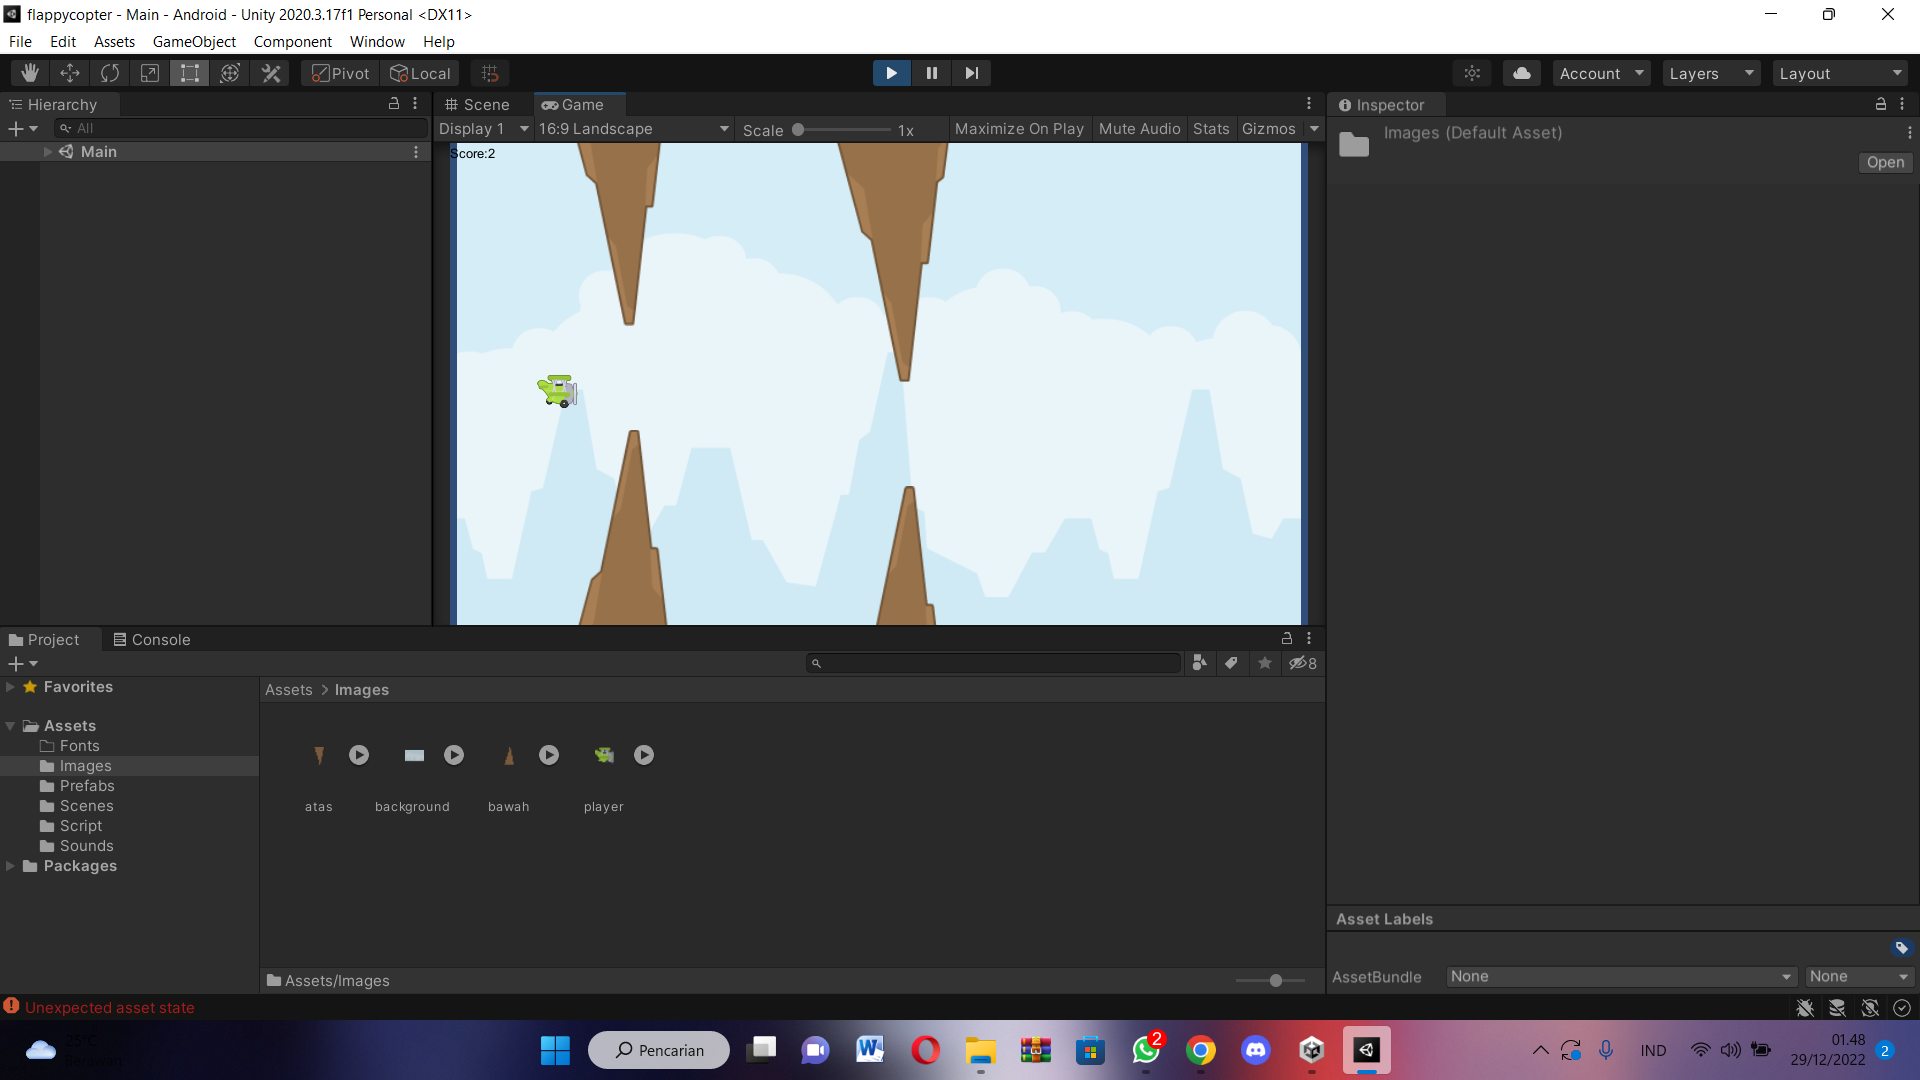 flappycopter - Main - Android - Unity 2020.3.17f1 Personal <DX11>
File Edit Assets GameObject Component Window Help
Pivot Local Account Layers Layout
Hierarchy
All
Main
Scene Game
Display 1 16:9 Landscape Scale 1x Maximize On Play Mute Audio Stats Gizmos
Score:2
Inspector
Images (Default Asset)
Open
Project Console
8
Favorites
Assets
Fonts
Images
Prefabs
Scenes
Script
Sounds
Packages
Assets > Images
atas background bawah player
Assets/Images
Asset Labels
AssetBundle None None
Unexpected asset state
25°C
Pencarian
2
IND
01.48
29/12/2022
2